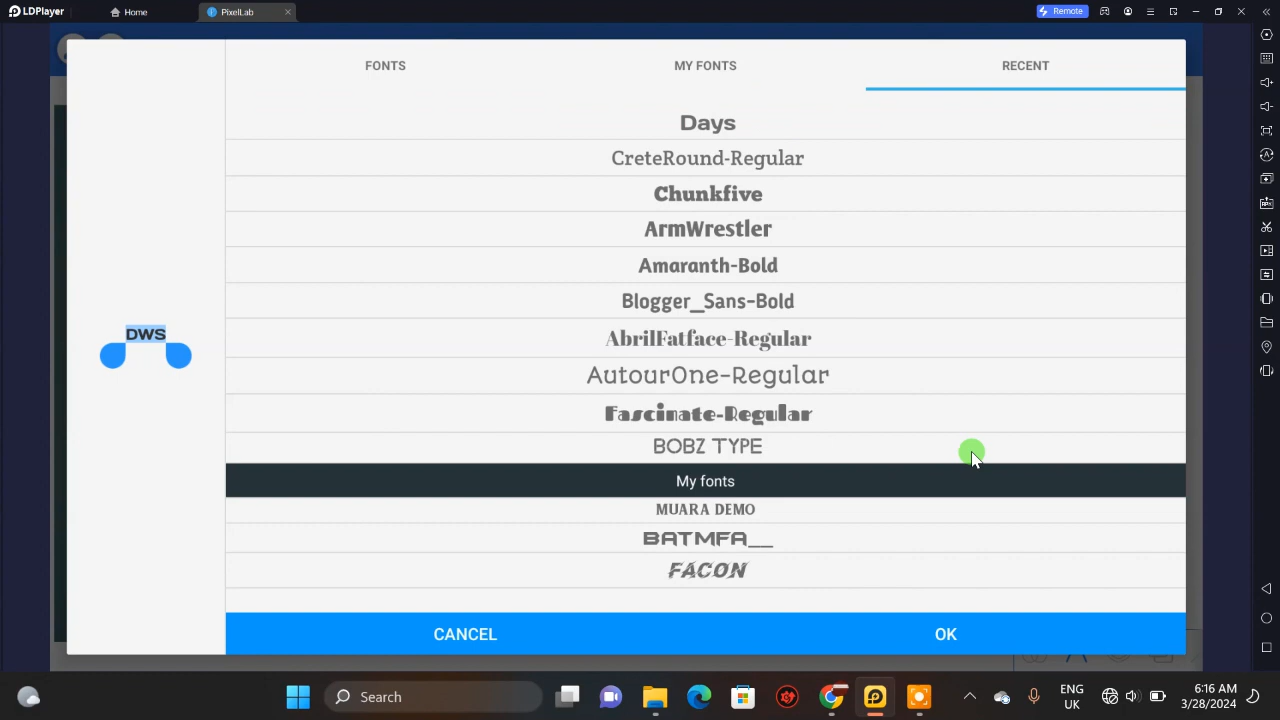 LDPlayer
Home
PixelLab
Remote
FONTS
MY FONTS
RECENT
Days
CreteRound-Regular
Chunkfive
ArmWrestler
Amaranth-Bold
Blogger_Sans-Bold
AbrilFatface-Regular
AutourOne-Regular
Fascinate-Regular
BOBZ TYPE
My fonts
MUARA DEMO
BATMFA__
FACON
DWS
CANCEL
OK
Search
ENG
UK
6:16 AM
3/28/2024